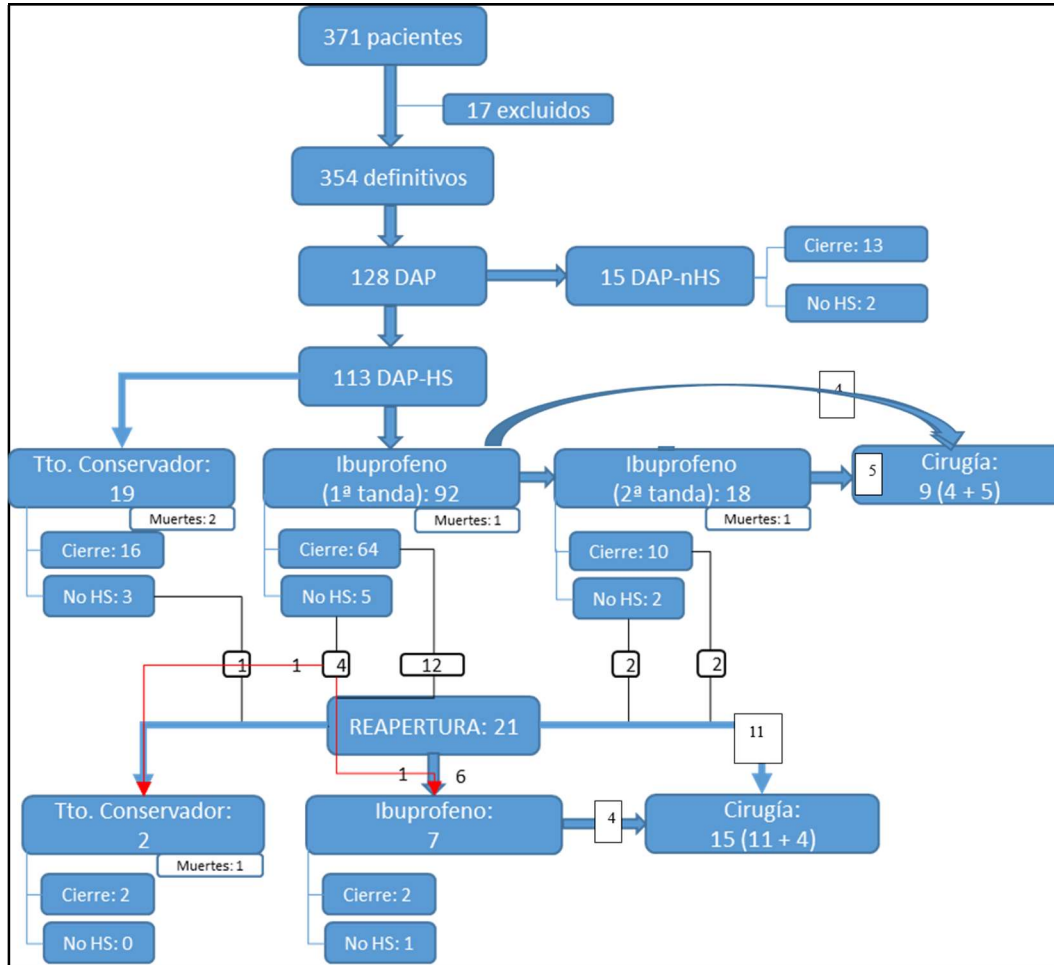 371 pacientes
17 excluidos
354 definitivos
128 DAP
15 DAP-nHS
Cierre: 13
No HS: 2
113 DAP-HS
4
Tto. Conservador:
19
Muertes: 2
Cierre: 16
No HS: 3
Ibuprofeno
(1ª tanda): 92
Muertes: 1
Cierre: 64
No HS: 5
Ibuprofeno
(2ª tanda): 18
Muertes: 1
Cierre: 10
No HS: 2
5
Cirugía:
9 (4 + 5)
1
1
4
12
2
2
REAPERTURA: 21
11
1
6
Tto. Conservador:
2
Muertes: 1
Cierre: 2
No HS: 0
Ibuprofeno:
7
Cierre: 2
No HS: 1
4
Cirugía:
15 (11 + 4)